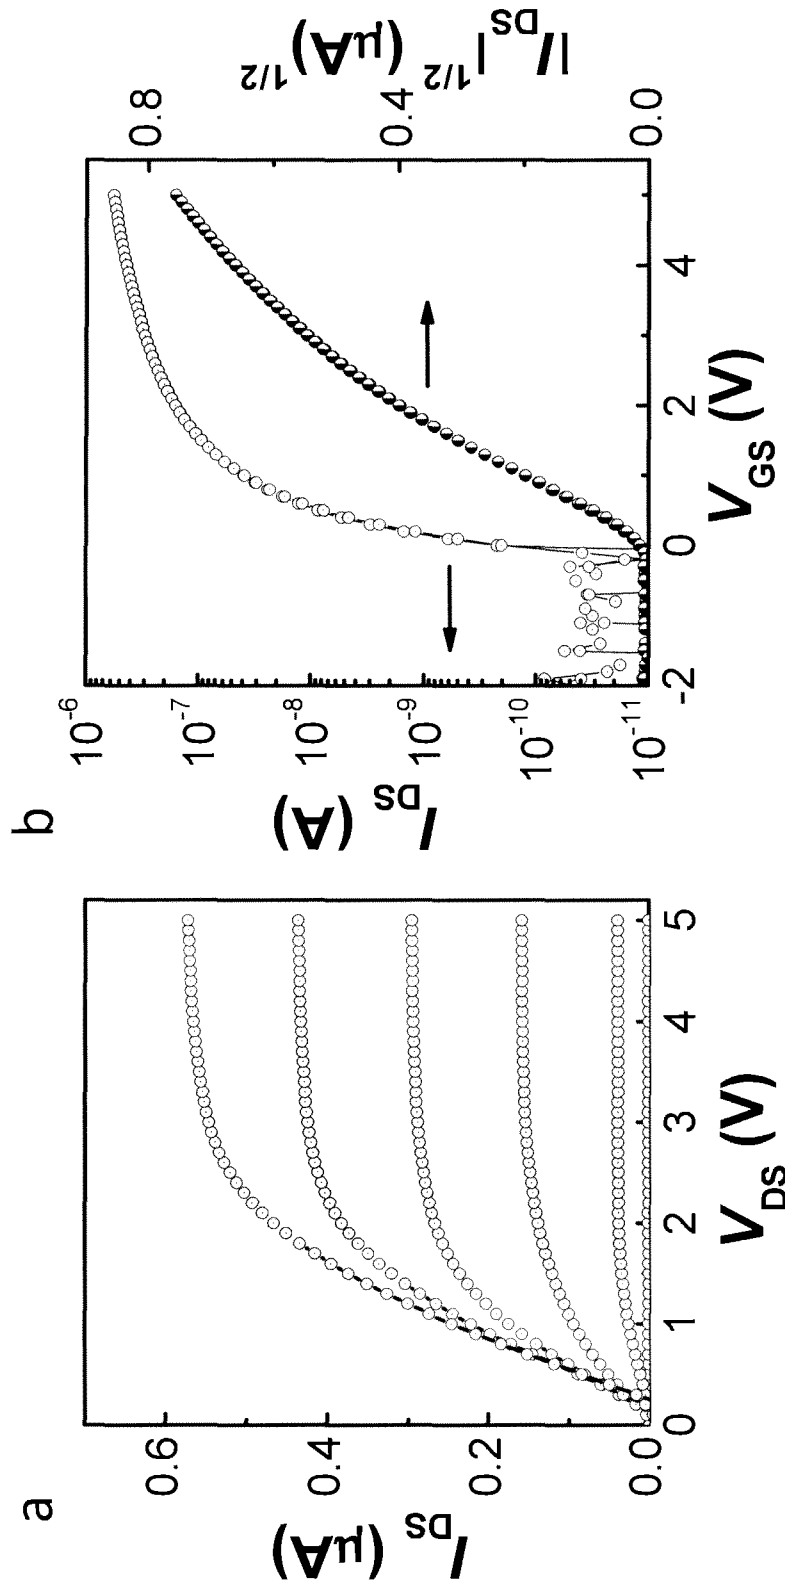 a
I_DS (μA)
0.6
0.4
0.2
0.0
0 1 2 3 4 5
V_DS (V)
b
I_DS (A)
10^-6
10^-7
10^-8
10^-9
10^-10
10^-11
-2 0 2 4
V_GS (V)
0.8
0.4
0.0
|I_DS|^1/2 (μA)^1/2